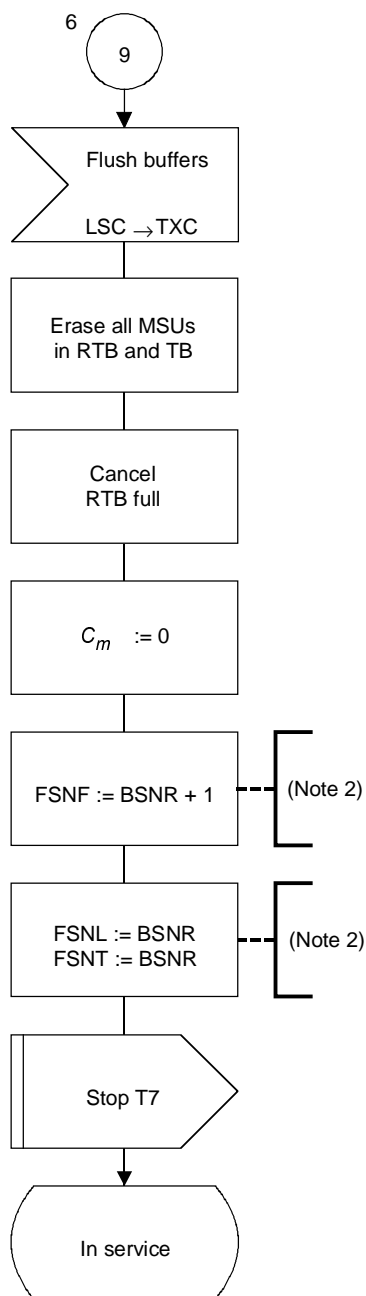 6
9
Flush buffers
LSC → TXC
Erase all MSUs
in RTB and TB
Cancel
RTB full
Cm := 0
FSNF := BSNR + 1
(Note 2)
FSNL := BSNR
FSNT := BSNR
(Note 2)
Stop T7
In service